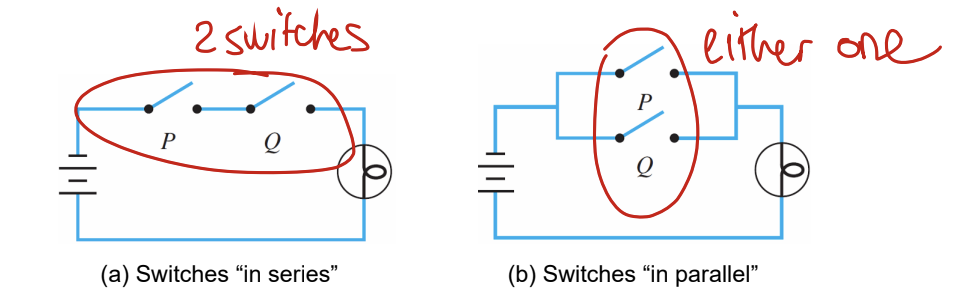 2 switches
either one
P
Q
P
Q
(a) Switches “in series”
(b) Switches “in parallel”